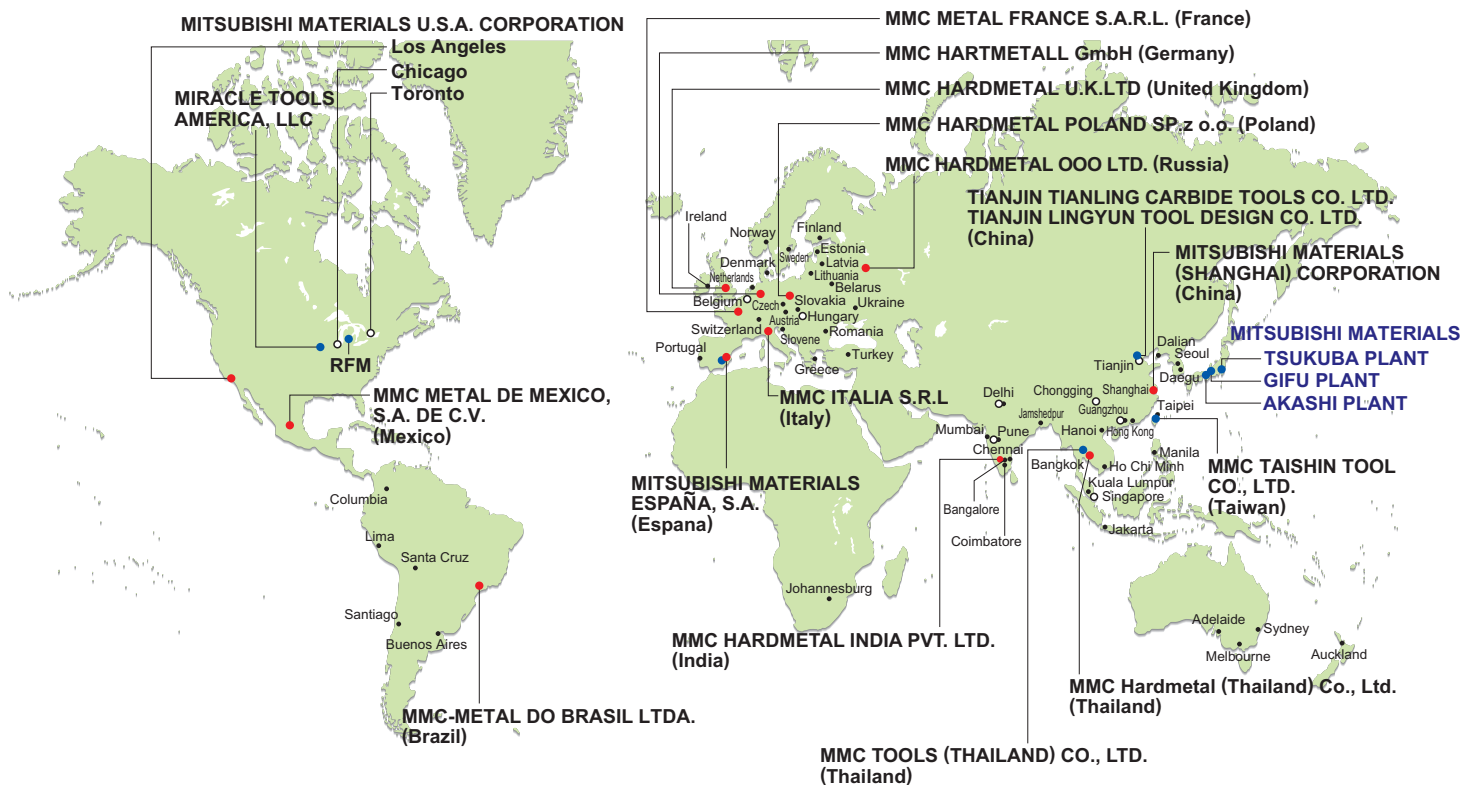 MITSUBISHI MATERIALS U.S.A. CORPORATION
Los Angeles
Chicago
Toronto
MIRACLE TOOLS
AMERICA, LLC
RFM
MMC METAL DE MEXICO,
S.A. DE C.V.
(Mexico)
Columbia
Lima
Santa Cruz
Santiago
Buenos Aires
MMC-METAL DO BRASIL LTDA.
(Brazil)
MMC METAL FRANCE S.A.R.L. (France)
MMC HARTMETALL GmbH (Germany)
MMC HARDMETAL U.K.LTD (United Kingdom)
MMC HARDMETAL POLAND SP.z o.o. (Poland)
MMC HARDMETAL OOO LTD. (Russia)
TIANJIN TIANLING CARBIDE TOOLS CO. LTD.
TIANJIN LINGYUN TOOL DESIGN CO. LTD.
(China)
MITSUBISHI MATERIALS
(SHANGHAI) CORPORATION
(China)
Ireland
Norway
Finland
Sweden
Estonia
Denmark
Latvia
Netherlands
Lithuania
Belarus
Belgium
Czech
Slovakia
Ukraine
Austria
Hungary
Switzerland
Slovene
Romania
Portugal
Greece
Turkey
MMC ITALIA S.R.L
(Italy)
MITSUBISHI MATERIALS
ESPAÑA, S.A.
(Espana)
Johannesburg
MMC HARDMETAL INDIA PVT. LTD.
(India)
Delhi
Mumbai
Pune
Jamshedpur
Chennai
Bangalore
Coimbatore
Dalian
Tianjin
Seoul
Daegu
Chongging
Shanghai
Guangzhou
Taipei
Hanoi
Hong Kong
Manila
Bangkok
Ho Chi Minh
Kuala Lumpur
Singapore
Jakarta
MITSUBISHI MATERIALS
TSUKUBA PLANT
GIFU PLANT
AKASHI PLANT
MMC TAISHIN TOOL
CO., LTD.
(Taiwan)
Adelaide
Sydney
Melbourne
Auckland
MMC Hardmetal (Thailand) Co., Ltd.
(Thailand)
MMC TOOLS (THAILAND) CO., LTD.
(Thailand)